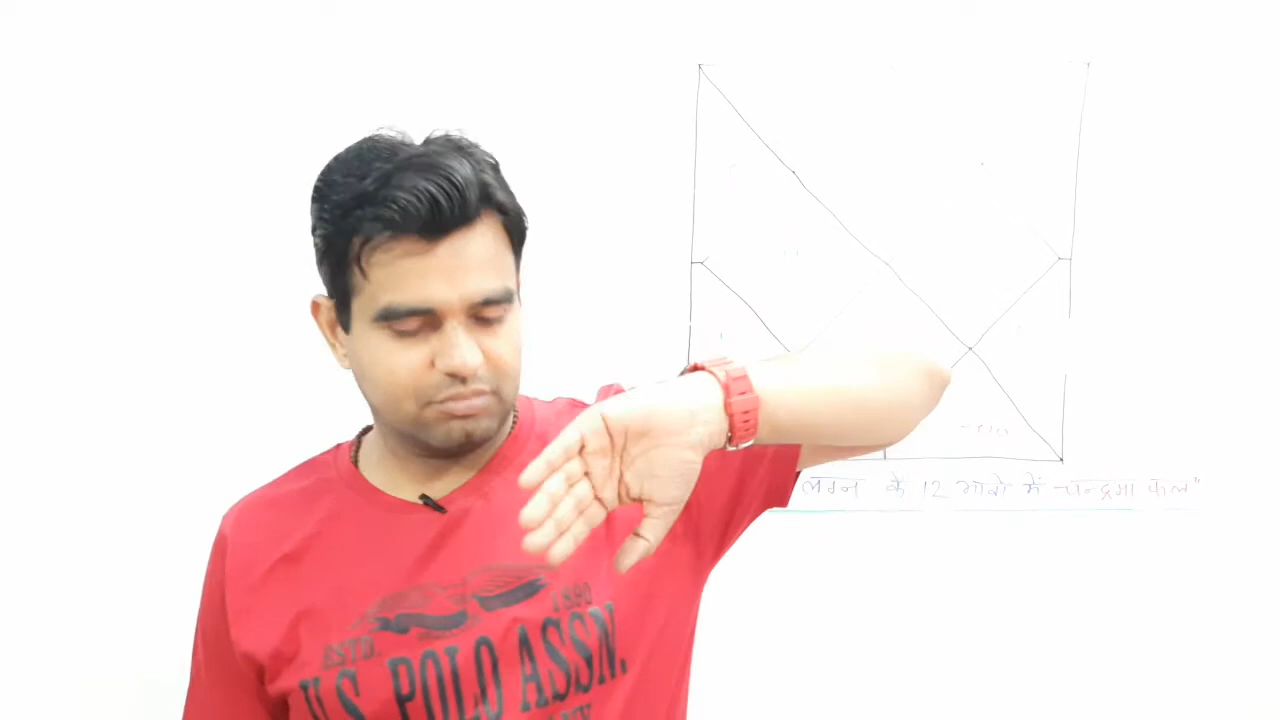 लग्न के 12 भावो में चन्द्रमा फल"
ESTD. 1890
U.S. POLO ASSN.